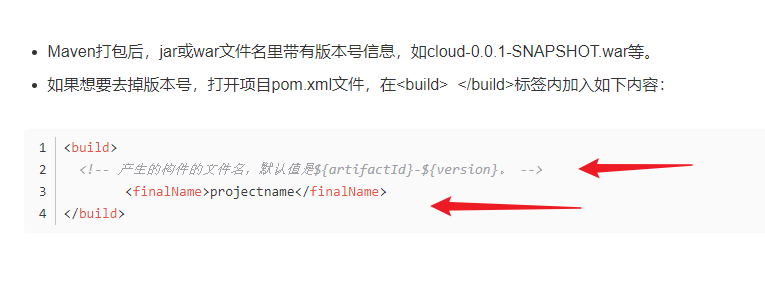 Maven打包后，jar或war文件名里带有版本号信息，如cloud-0.0.1-SNAPSHOT.war等。
如果想要去掉版本号，打开项目pom.xml文件，在<build> </build>标签内加入如下内容：
1 <build>
2 <!-- 产生的构件的文件名，默认值是${artifactId}-${version}。 -->
3 <finalName>projectname</finalName>
4 </build>